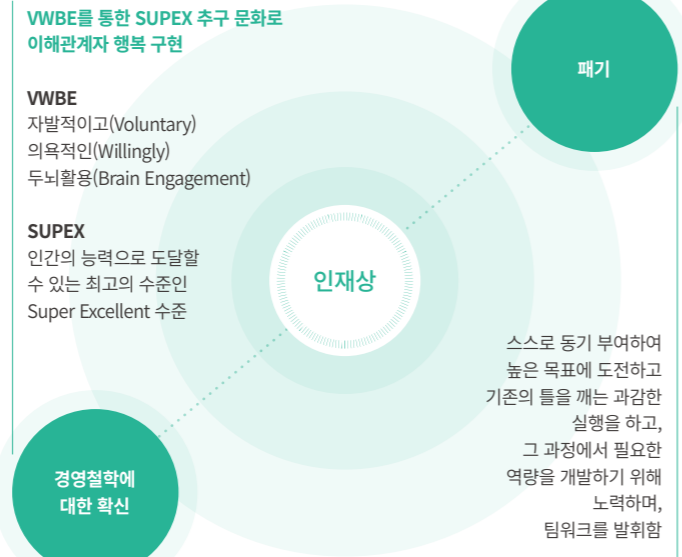 VWBE를 통한 SUPEX 추구 문화로
이해관계자 행복 구현
VWBE
자발적이고(Voluntary)
의욕적인(Willingly)
두뇌활용(Brain Engagement)
SUPEX
인간의 능력으로 도달할
수 있는 최고의 수준인
Super Excellent 수준
패기
인재상
스스로 동기 부여하여
높은 목표에 도전하고
기존의 틀을 깨는 과감한
실행을 하고,
그 과정에서 필요한
역량을 개발하기 위해
노력하며,
팀워크를 발휘함
경영철학에
대한 확신